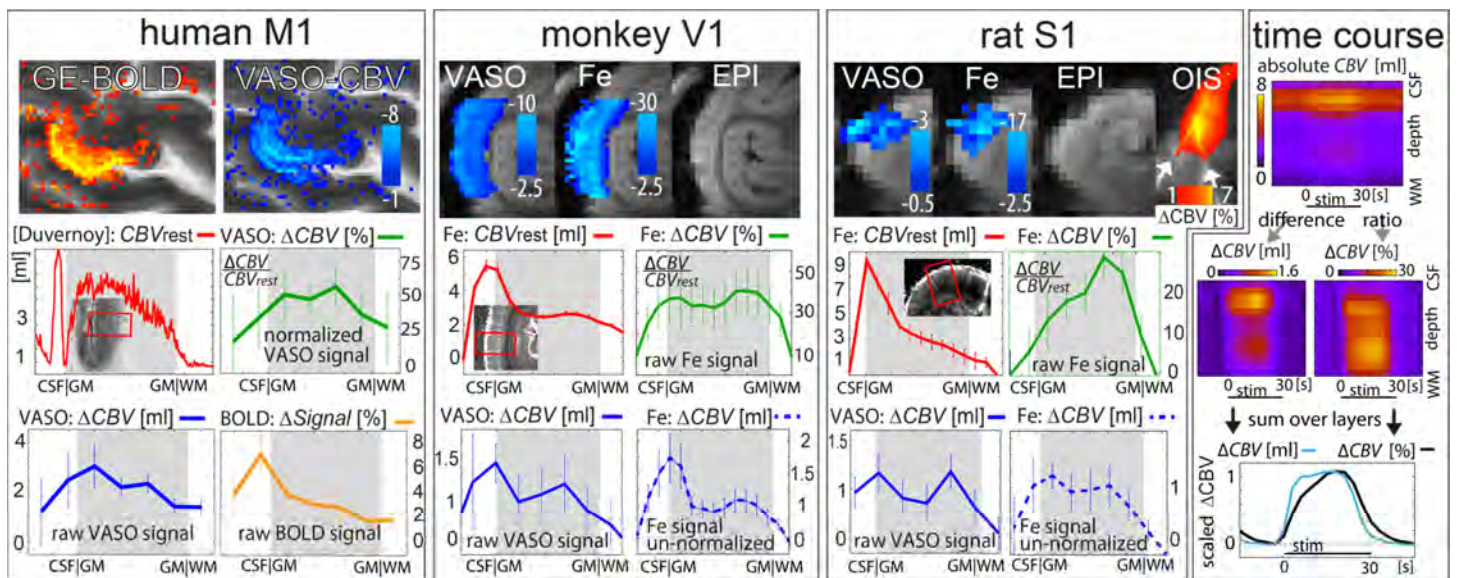 human M1
GE-BOLD
VASO-CBV
-8
-1
[Duvernoy]: CBVrest
VASO: ΔCBV [%]
[ml]
3
1
ΔCBV
CBVrest
normalized
VASO signal
75
50
25
0
CSF|GM
GM|WM
CSF|GM
GM|WM
VASO: ΔCBV [ml]
BOLD: ΔSignal [%]
4
2
0
raw VASO signal
raw BOLD signal
8
6
4
2
0
CSF|GM
GM|WM
CSF|GM
GM|WM
monkey V1
VASO
Fe
EPI
-10
-2.5
-30
-2.5
Fe: CBVrest [ml]
Fe: ΔCBV [%]
6
4
2
0
ΔCBV
CBVrest
raw Fe signal
50
30
10
CSF|GM
GM|WM
CSF|GM
GM|WM
VASO: ΔCBV [ml]
Fe: ΔCBV [ml]
1.5
1
0
raw VASO signal
Fe signal
un-normalized
2
1.5
1
0
CSF|GM
GM|WM
CSF|GM
GM|WM
rat S1
VASO
Fe
EPI
OIS
-3
-0.5
-17
-2.5
1
7
ΔCBV [%]
Fe: CBVrest [ml]
Fe: ΔCBV [%]
9
7
5
3
1
ΔCBV
CBVrest
raw Fe signal
20
10
0
CSF|GM
GM|WM
CSF|GM
GM|WM
VASO: ΔCBV [ml]
Fe: ΔCBV [ml]
1.5
1
0
raw VASO signal
Fe signal
un-normalized
1
0
CSF|GM
GM|WM
CSF|GM
GM|WM
time course
absolute CBV [ml]
8
0
CSF
depth
WM
0
stim
30[s]
difference
ratio
ΔCBV [ml]
ΔCBV [%]
0
1.6
0
30
CSF
depth
WM
0
stim
30 [s]
0
stim
30 [s]
sum over layers
ΔCBV [ml]
ΔCBV [%]
scaled ΔCBV
1
0
stim
0
30
[s]